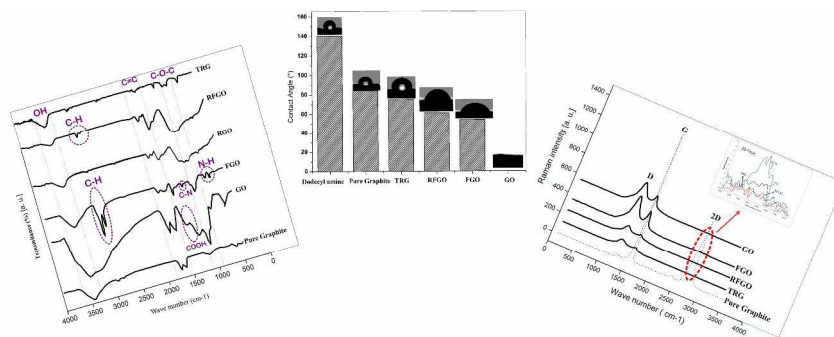 C=C
C-O-C
TRG
OH
RFGO
C-H
RGO
N-H
FGO
C-H
C-N
GO
COOH
Pure Graphite
Transmittance (%) [a. u.]
4000 3500 3000 2500 2000 1500 1000 500 0
Wave number (cm-1)
160
140
120
100
80
60
40
20
0
Contact Angle (°)
Dodecyl amine Pure Graphite TRG RFGO FGO GO
1400
1200
1000
800
600
400
200
0
Raman intensity [a. u.]
G
D
2D
2D Peak
GO
FGO
RFGO
TRG
Pure Graphite
0 500 1000 1500 2000 2500 3000 3500 4000
Wave number ( cm-1)